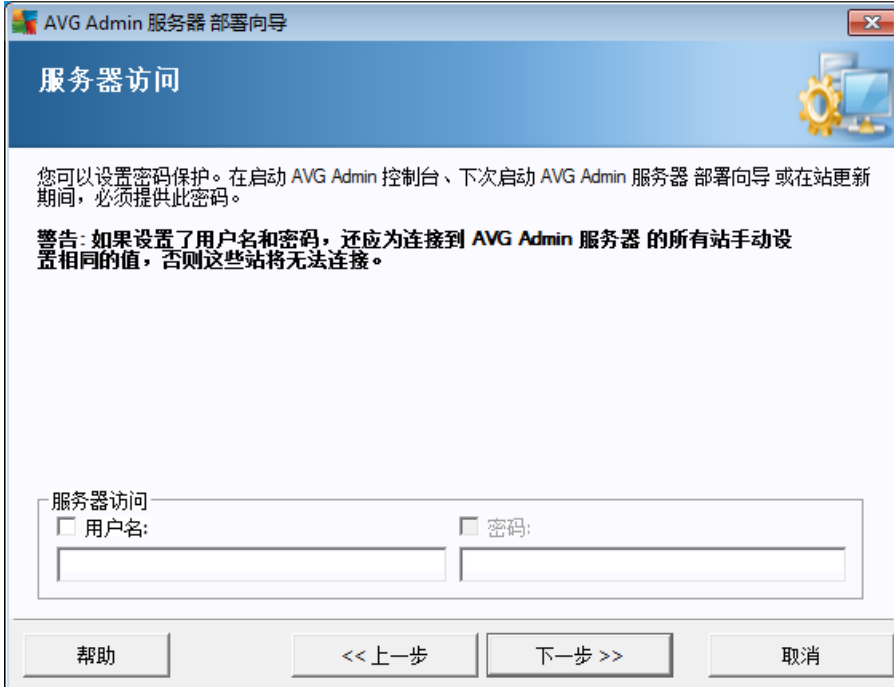 AVG Admin 服务器 部署向导
服务器访问
您可以设置密码保护。在启动 AVG Admin 控制台、下次启动 AVG Admin 服务器 部署向导 或在站更新
期间，必须提供此密码。
警告: 如果设置了用户名和密码，还应为连接到 AVG Admin 服务器 的所有站手动设
置相同的值，否则这些站将无法连接。
服务器访问
用户名:
密码:
帮助
<< 上一步
下一步 >>
取消